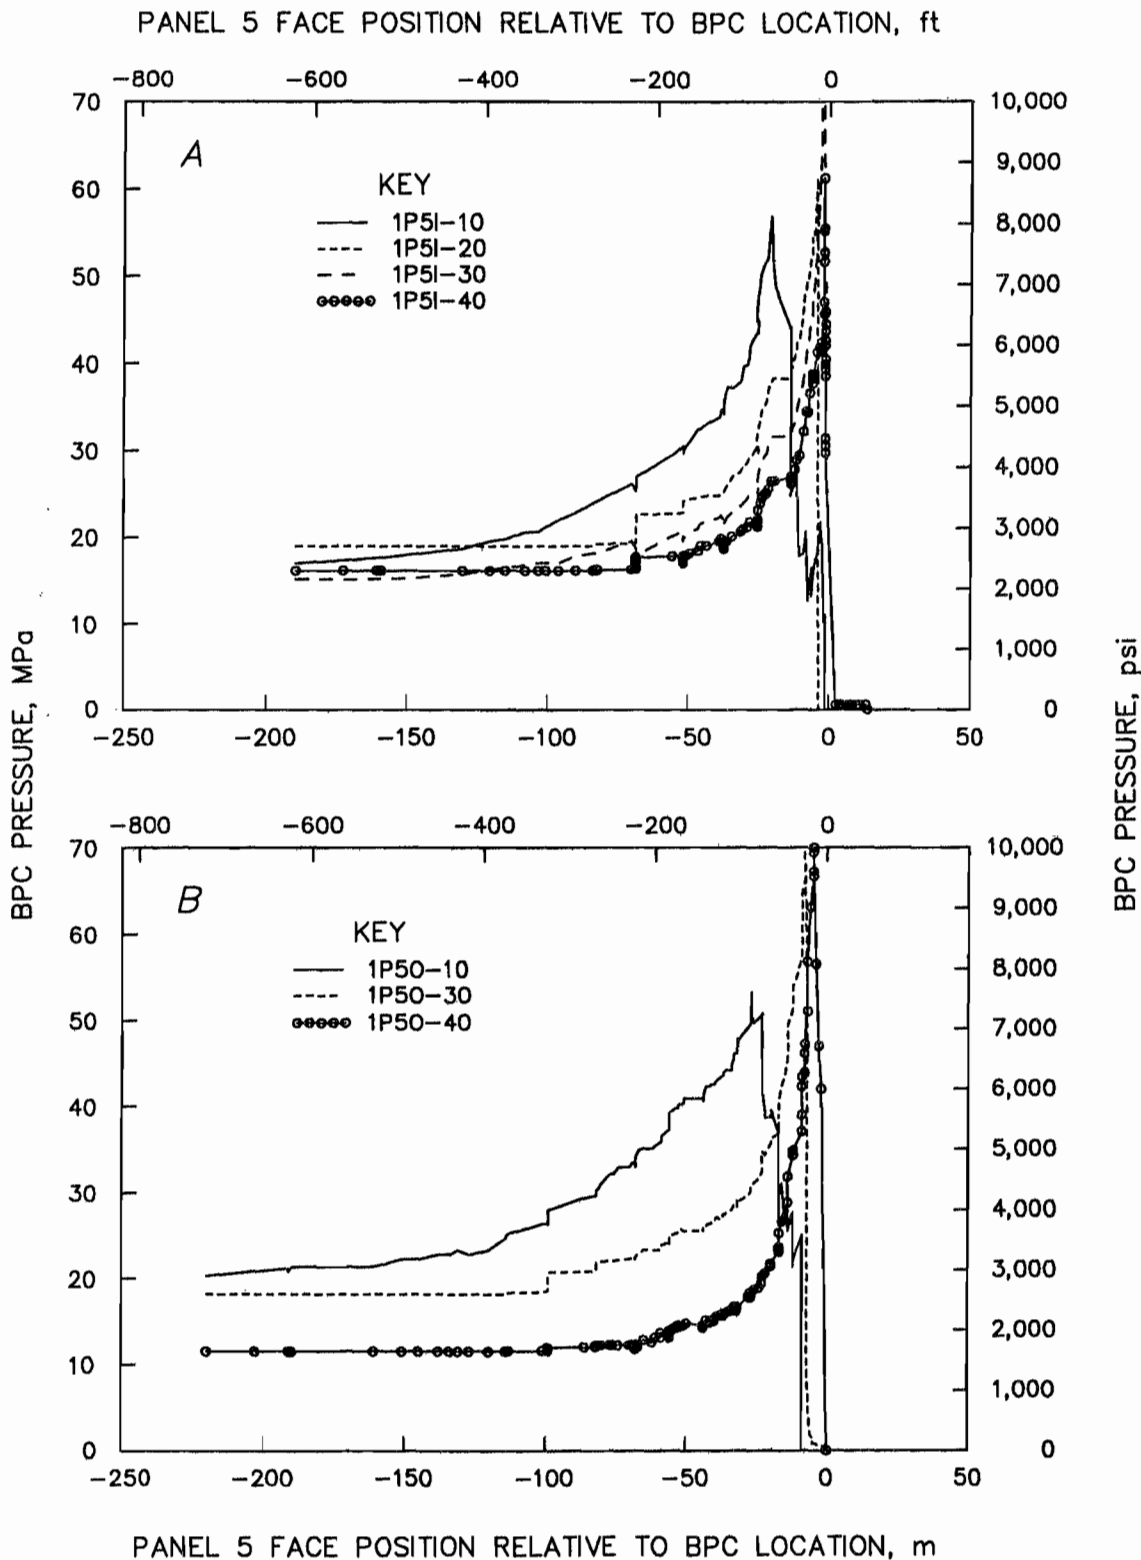 PANEL 5 FACE POSITION RELATIVE TO BPC LOCATION, ft
-800 -600 -400 -200 0
70 10,000
A
9,000
60
KEY
1P5I-10
8,000
1P5I-20
50
1P5I-30
7,000
1P5I-40
40 6,000
5,000
30
4,000
20 3,000
2,000
10
1,000
0 0
-250 -200 -150 -100 -50 0 50
BPC PRESSURE, MPa
BPC PRESSURE, psi
-800 -600 -400 -200 0
70 10,000
B
9,000
60
KEY
1P5O-10
8,000
1P5O-30
50
1P5O-40
7,000
40 6,000
5,000
30
4,000
20 3,000
2,000
10
1,000
0 0
-250 -200 -150 -100 -50 0 50
PANEL 5 FACE POSITION RELATIVE TO BPC LOCATION, m